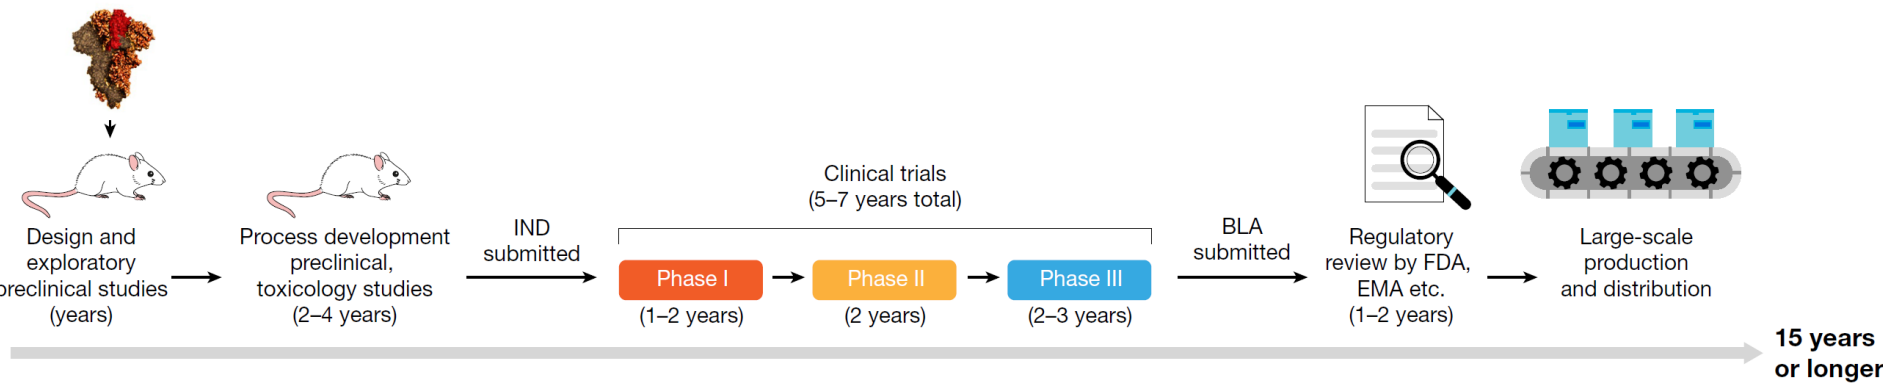 Design and
exploratory
preclinical studies
(years)
Process development
preclinical,
toxicology studies
(2–4 years)
IND
submitted
Clinical trials
(5–7 years total)
Phase I
(1–2 years)
Phase II
(2 years)
Phase III
(2–3 years)
BLA
submitted
Regulatory
review by FDA,
EMA etc.
(1–2 years)
Large-scale
production
and distribution
15 years
or longer